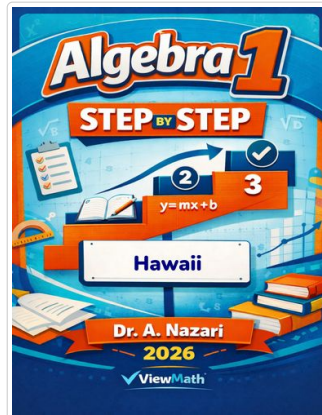 Algebra 1
STEP BY STEP
2
3
y=mx+b
Hawaii
Dr. A. Nazari
2026
ViewMath